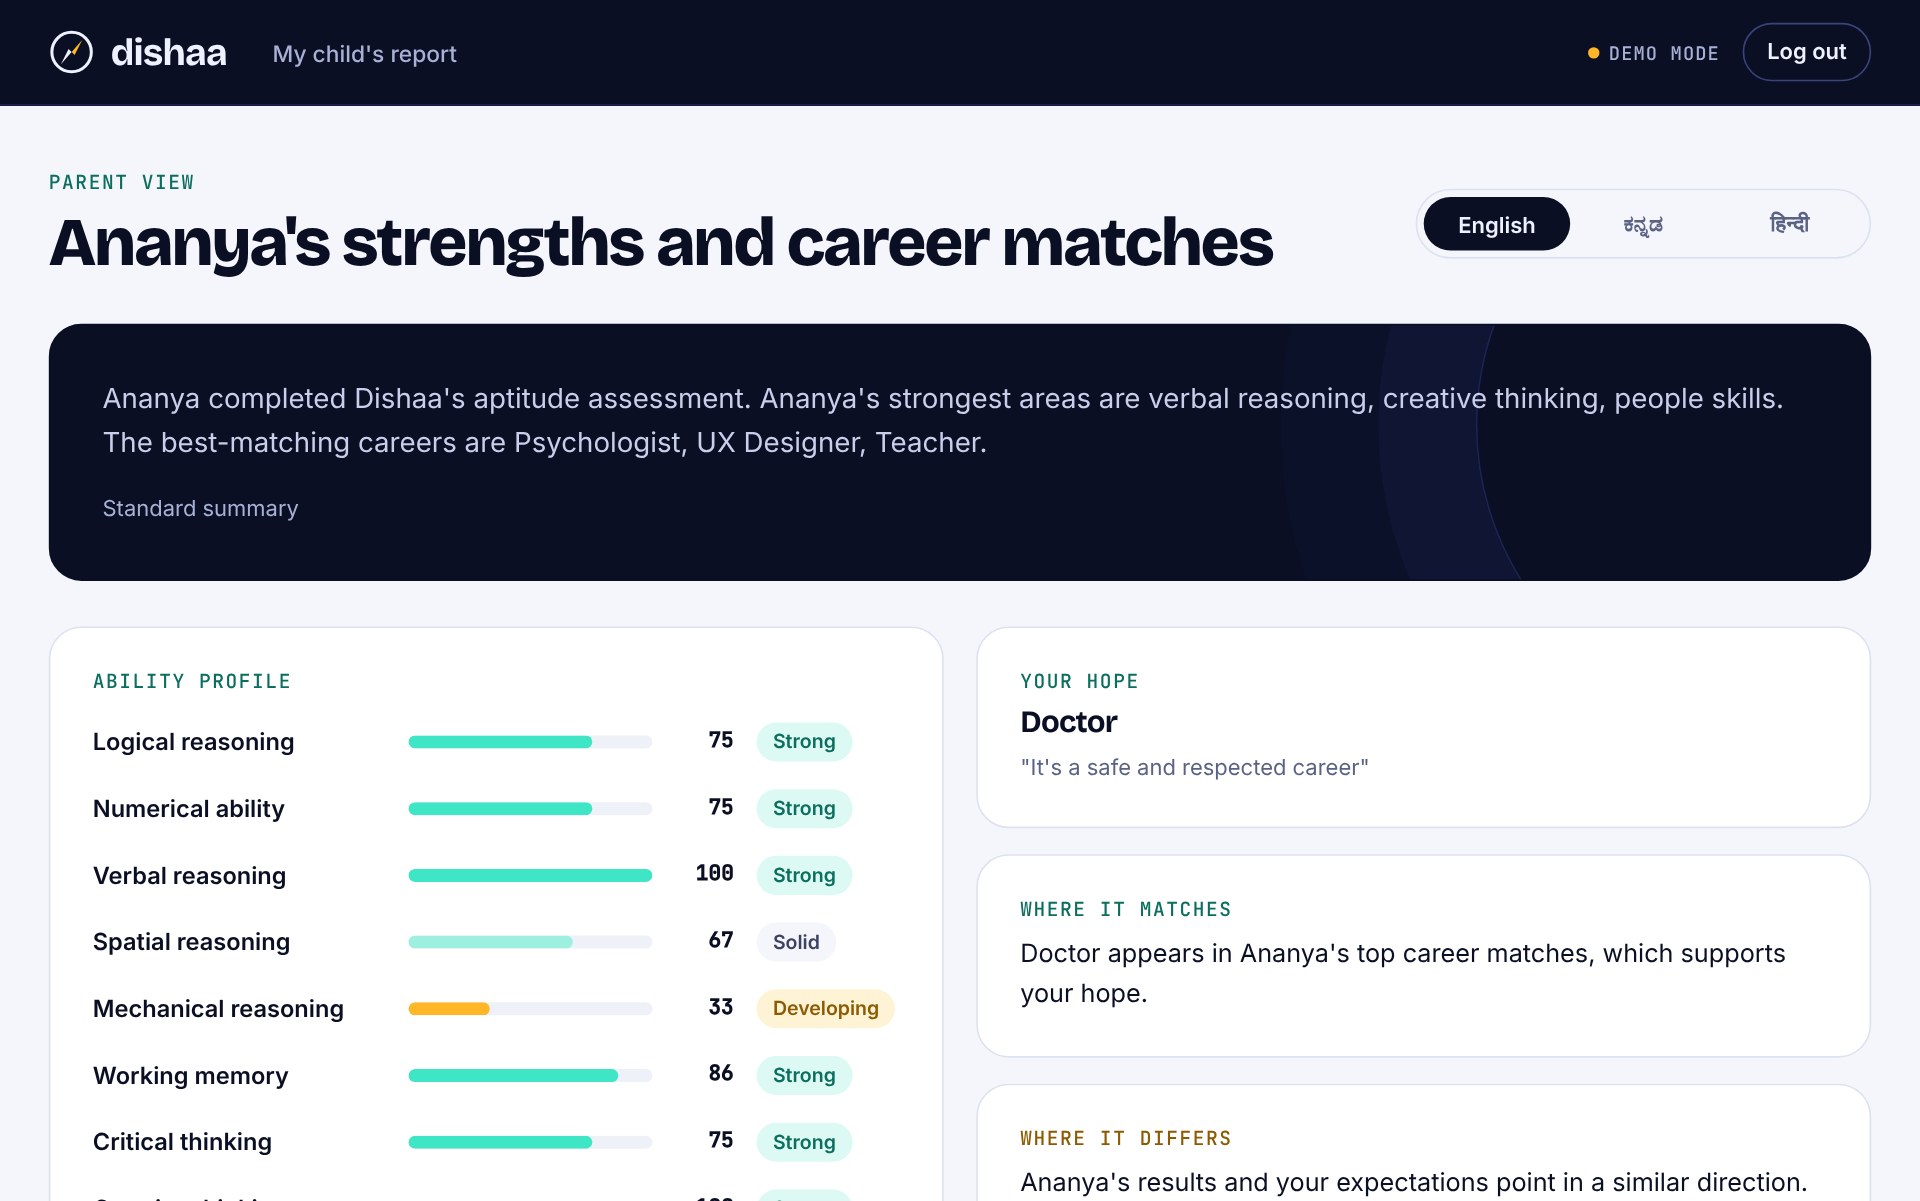 dishaa
My child's report
DEMO MODE
Log out
PARENT VIEW
Ananya's strengths and career matches
English
ಕನ್ನಡ
हिन्दी
Ananya completed Dishaa's aptitude assessment. Ananya's strongest areas are verbal reasoning, creative thinking, people skills.
The best-matching careers are Psychologist, UX Designer, Teacher.
Standard summary
ABILITY PROFILE
Logical reasoning 75 Strong
Numerical ability 75 Strong
Verbal reasoning 100 Strong
Spatial reasoning 67 Solid
Mechanical reasoning 33 Developing
Working memory 86 Strong
Critical thinking 75 Strong
YOUR HOPE
Doctor
"It's a safe and respected career"
WHERE IT MATCHES
Doctor appears in Ananya's top career matches, which supports
your hope.
WHERE IT DIFFERS
Ananya's results and your expectations point in a similar direction.